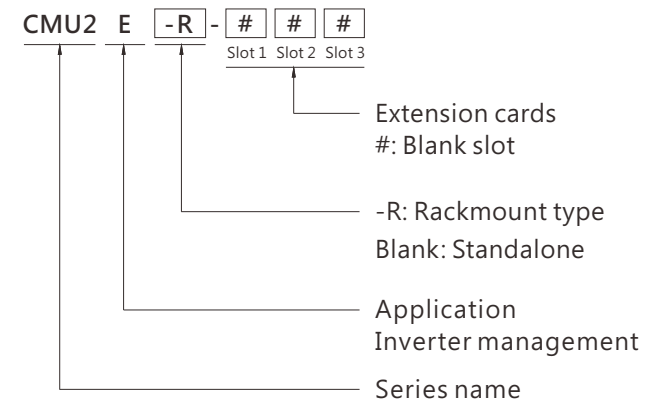 CMU2 E -R - # # #
Slot 1 Slot 2 Slot 3
Extension cards
#: Blank slot
-R: Rackmount type
Blank: Standalone
Application
Inverter management
Series name